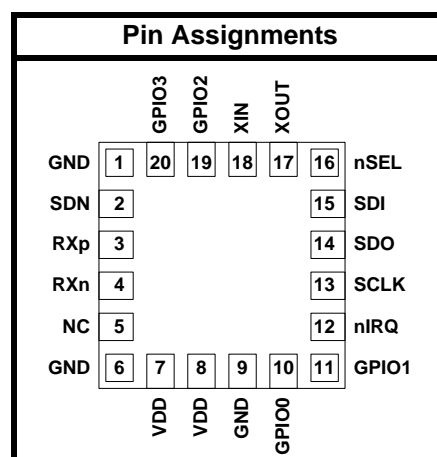 Pin Assignments
GPIO3 GPIO2 XIN XOUT
GND 1 20 19 18 17 16 nSEL
SDN 2 15 SDI
RXp 3 14 SDO
RXn 4 13 SCLK
NC 5 12 nIRQ
GND 6 7 8 9 10 11 GPIO1
VDD VDD GND GPIO0